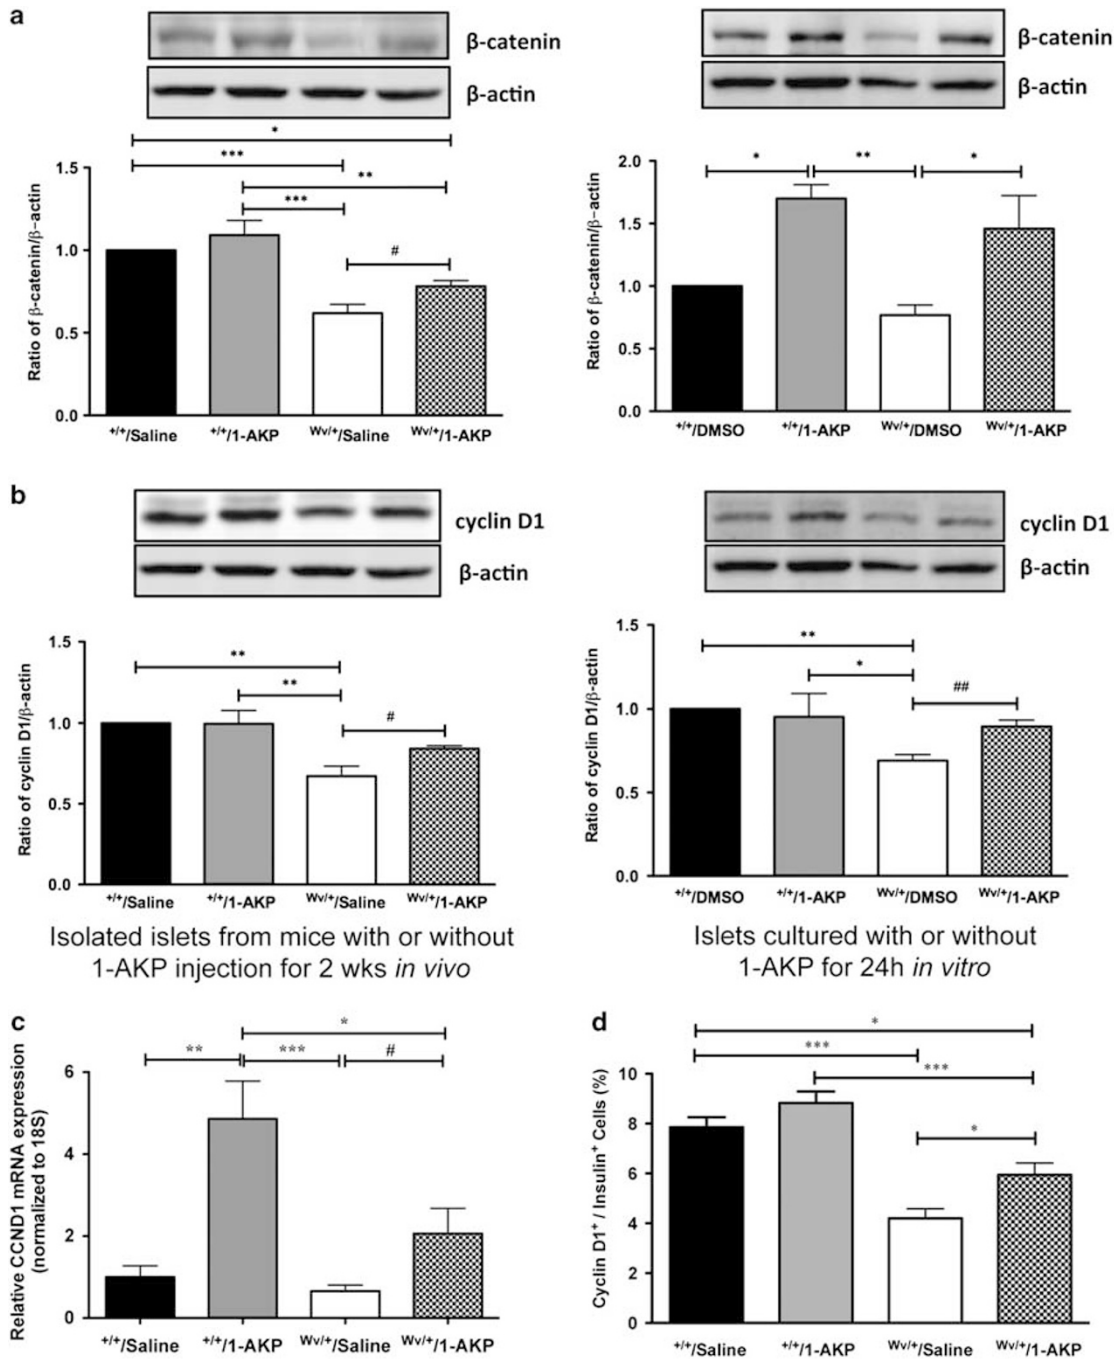 a
β-catenin
β-actin
*
***
**
***
#
1.5
1.0
0.5
0.0
Ratio of β-catenin/β-actin
+/+/Saline
+/+/1-AKP
Wv/+/Saline
Wv/+/1-AKP
β-catenin
β-actin
*
**
*
2.0
1.5
1.0
0.5
0.0
Ratio of β-catenin/β-actin
+/+/DMSO
+/+/1-AKP
Wv/+/DMSO
Wv/+/1-AKP
b
cyclin D1
β-actin
**
**
#
1.5
1.0
0.5
0.0
Ratio of cyclin D1/β-actin
+/+/Saline
+/+/1-AKP
Wv/+/Saline
Wv/+/1-AKP
Isolated islets from mice with or without
1-AKP injection for 2 wks in vivo
cyclin D1
β-actin
**
*
##
1.5
1.0
0.5
0.0
Ratio of cyclin D1/β-actin
+/+/DMSO
+/+/1-AKP
Wv/+/DMSO
Wv/+/1-AKP
Islets cultured with or without
1-AKP for 24h in vitro
c
*
**
***
#
6
4
2
0
Relative CCND1 mRNA expression
(normalized to 18S)
+/+/Saline
+/+/1-AKP
Wv/+/Saline
Wv/+/1-AKP
d
*
***
***
*
10
8
6
4
2
0
Cyclin D1+ / Insulin+ Cells (%)
+/+/Saline
+/+/1-AKP
Wv/+/Saline
Wv/+/1-AKP